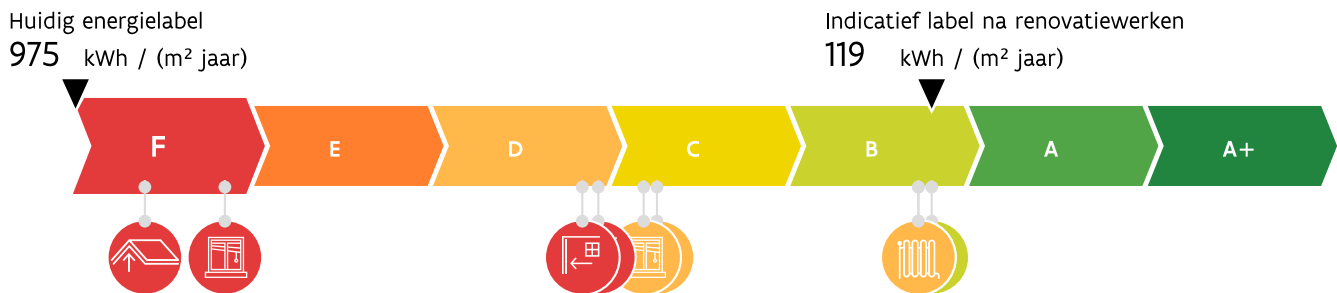 Huidig energielabel
975 kWh / (m² jaar)
Indicatief label na renovatiewerken
119 kWh / (m² jaar)
F
E
D
C
B
A
A+